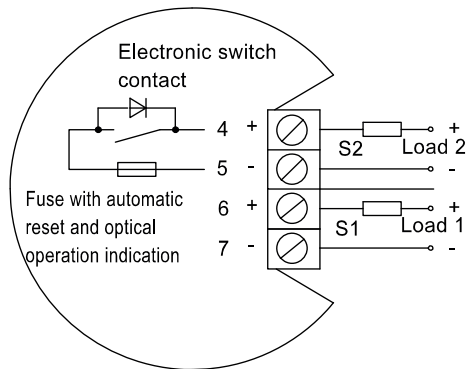 Electronic switch
contact
4 +
5 -
Fuse with automatic
reset and optical
operation indication
6 +
7 -
S2 Load 2 +
-
S1 Load 1 +
-